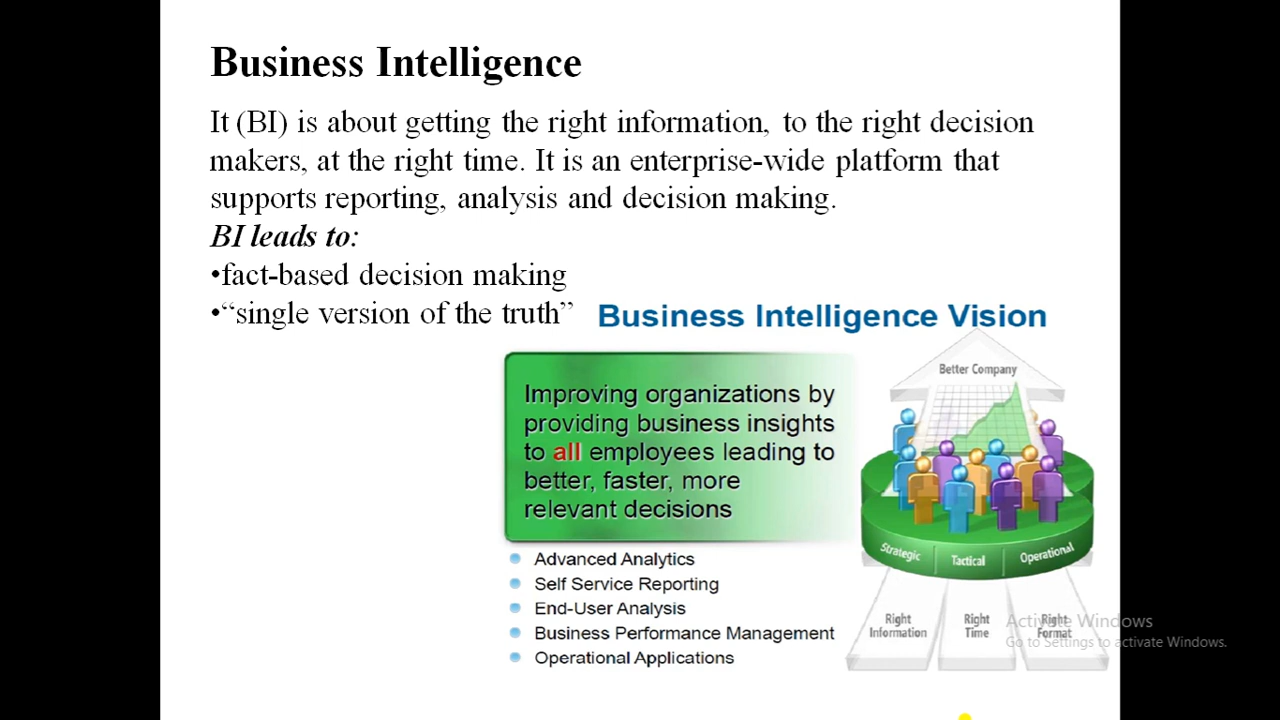 Business Intelligence
It (BI) is about getting the right information, to the right decision
makers, at the right time. It is an enterprise-wide platform that
supports reporting, analysis and decision making.
BI leads to:
•fact-based decision making
•“single version of the truth”
Business Intelligence Vision
Improving organizations by
providing business insights
to all employees leading to
better, faster, more
relevant decisions
Advanced Analytics
Self Service Reporting
End-User Analysis
Business Performance Management
Operational Applications
Better Company
Strategic
Tactical
Operational
Right
Information
Right
Time
Right
Format
Activate Windows
Go to Settings to activate Windows.